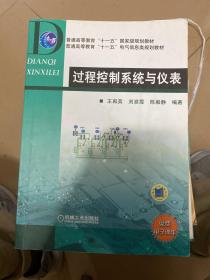 普通高等教育“十一五”国家级规划教材
普通高等教育“十一五”电气信息类规划教材
DIANQI
XINXILEI
过程控制系统与仪表
王再英 刘淮霞 陈毅静 编著
机械工业出版社